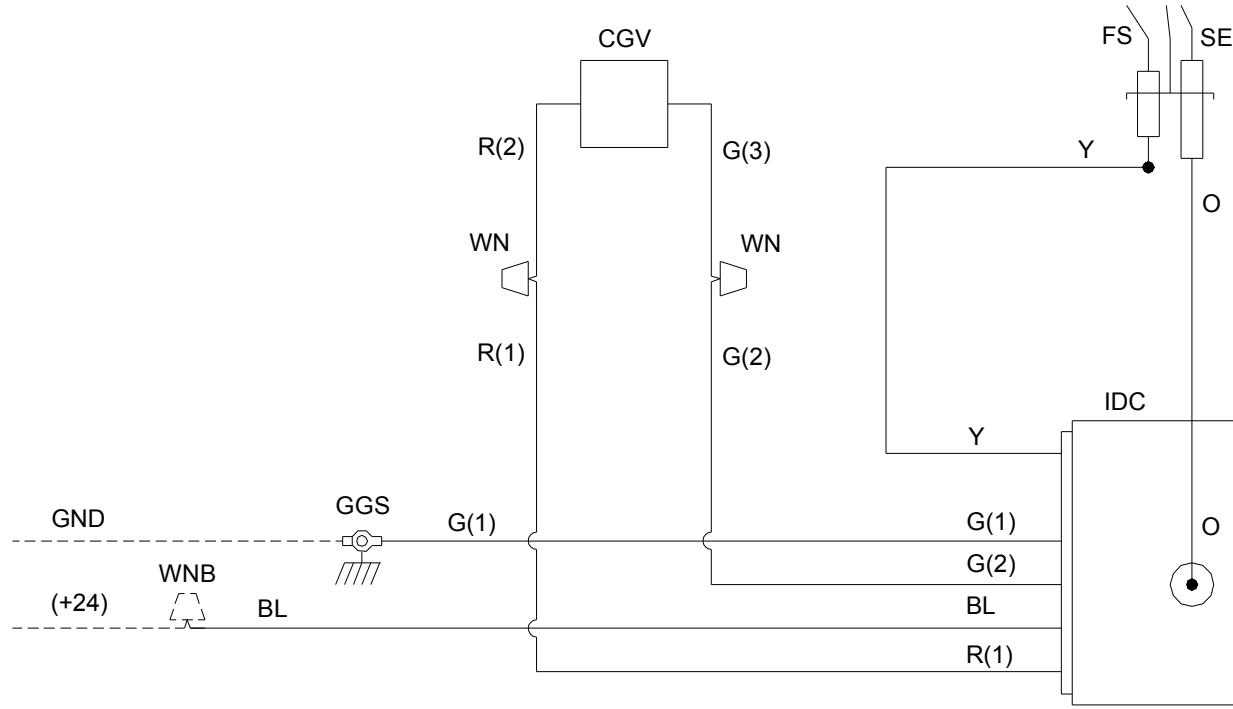 CGV
FS
SE
R(2)
G(3)
Y
O
WN
WN
R(1)
G(2)
IDC
Y
GND
GGS
G(1)
G(1)
O
G(2)
WNB
(+24)
BL
BL
R(1)